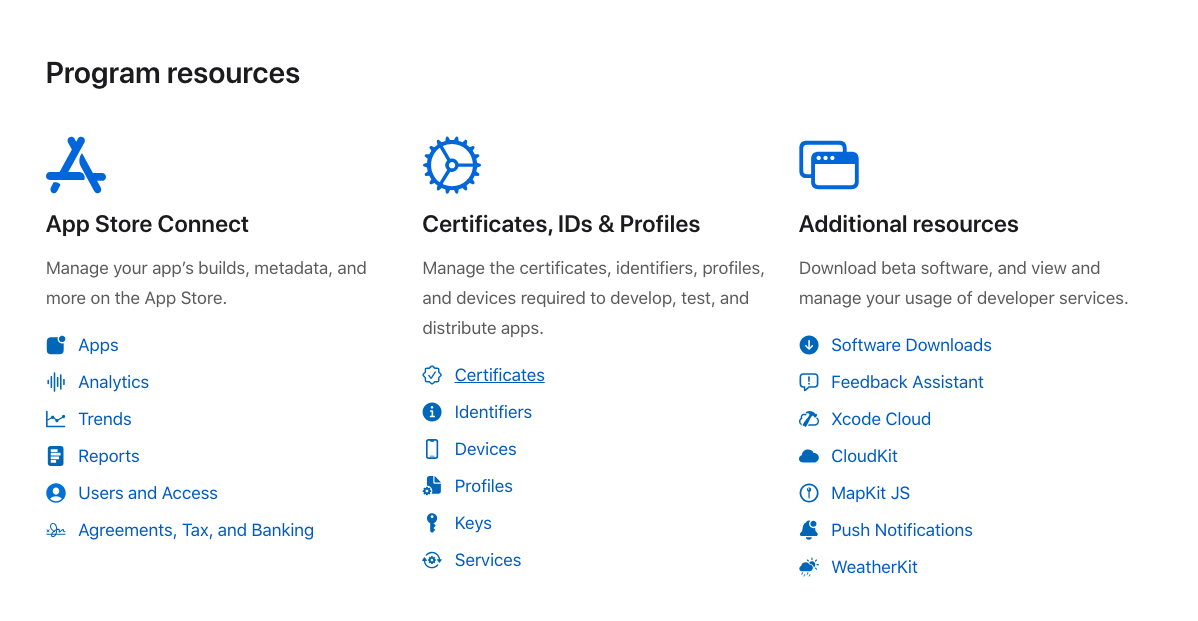 Program resources
App Store Connect
Manage your app’s builds, metadata, and
more on the App Store.
Apps
Analytics
Trends
Reports
Users and Access
Agreements, Tax, and Banking
Certificates, IDs & Profiles
Manage the certificates, identifiers, profiles,
and devices required to develop, test, and
distribute apps.
Certificates
Identifiers
Devices
Profiles
Keys
Services
Additional resources
Download beta software, and view and
manage your usage of developer services.
Software Downloads
Feedback Assistant
Xcode Cloud
CloudKit
MapKit JS
Push Notifications
WeatherKit